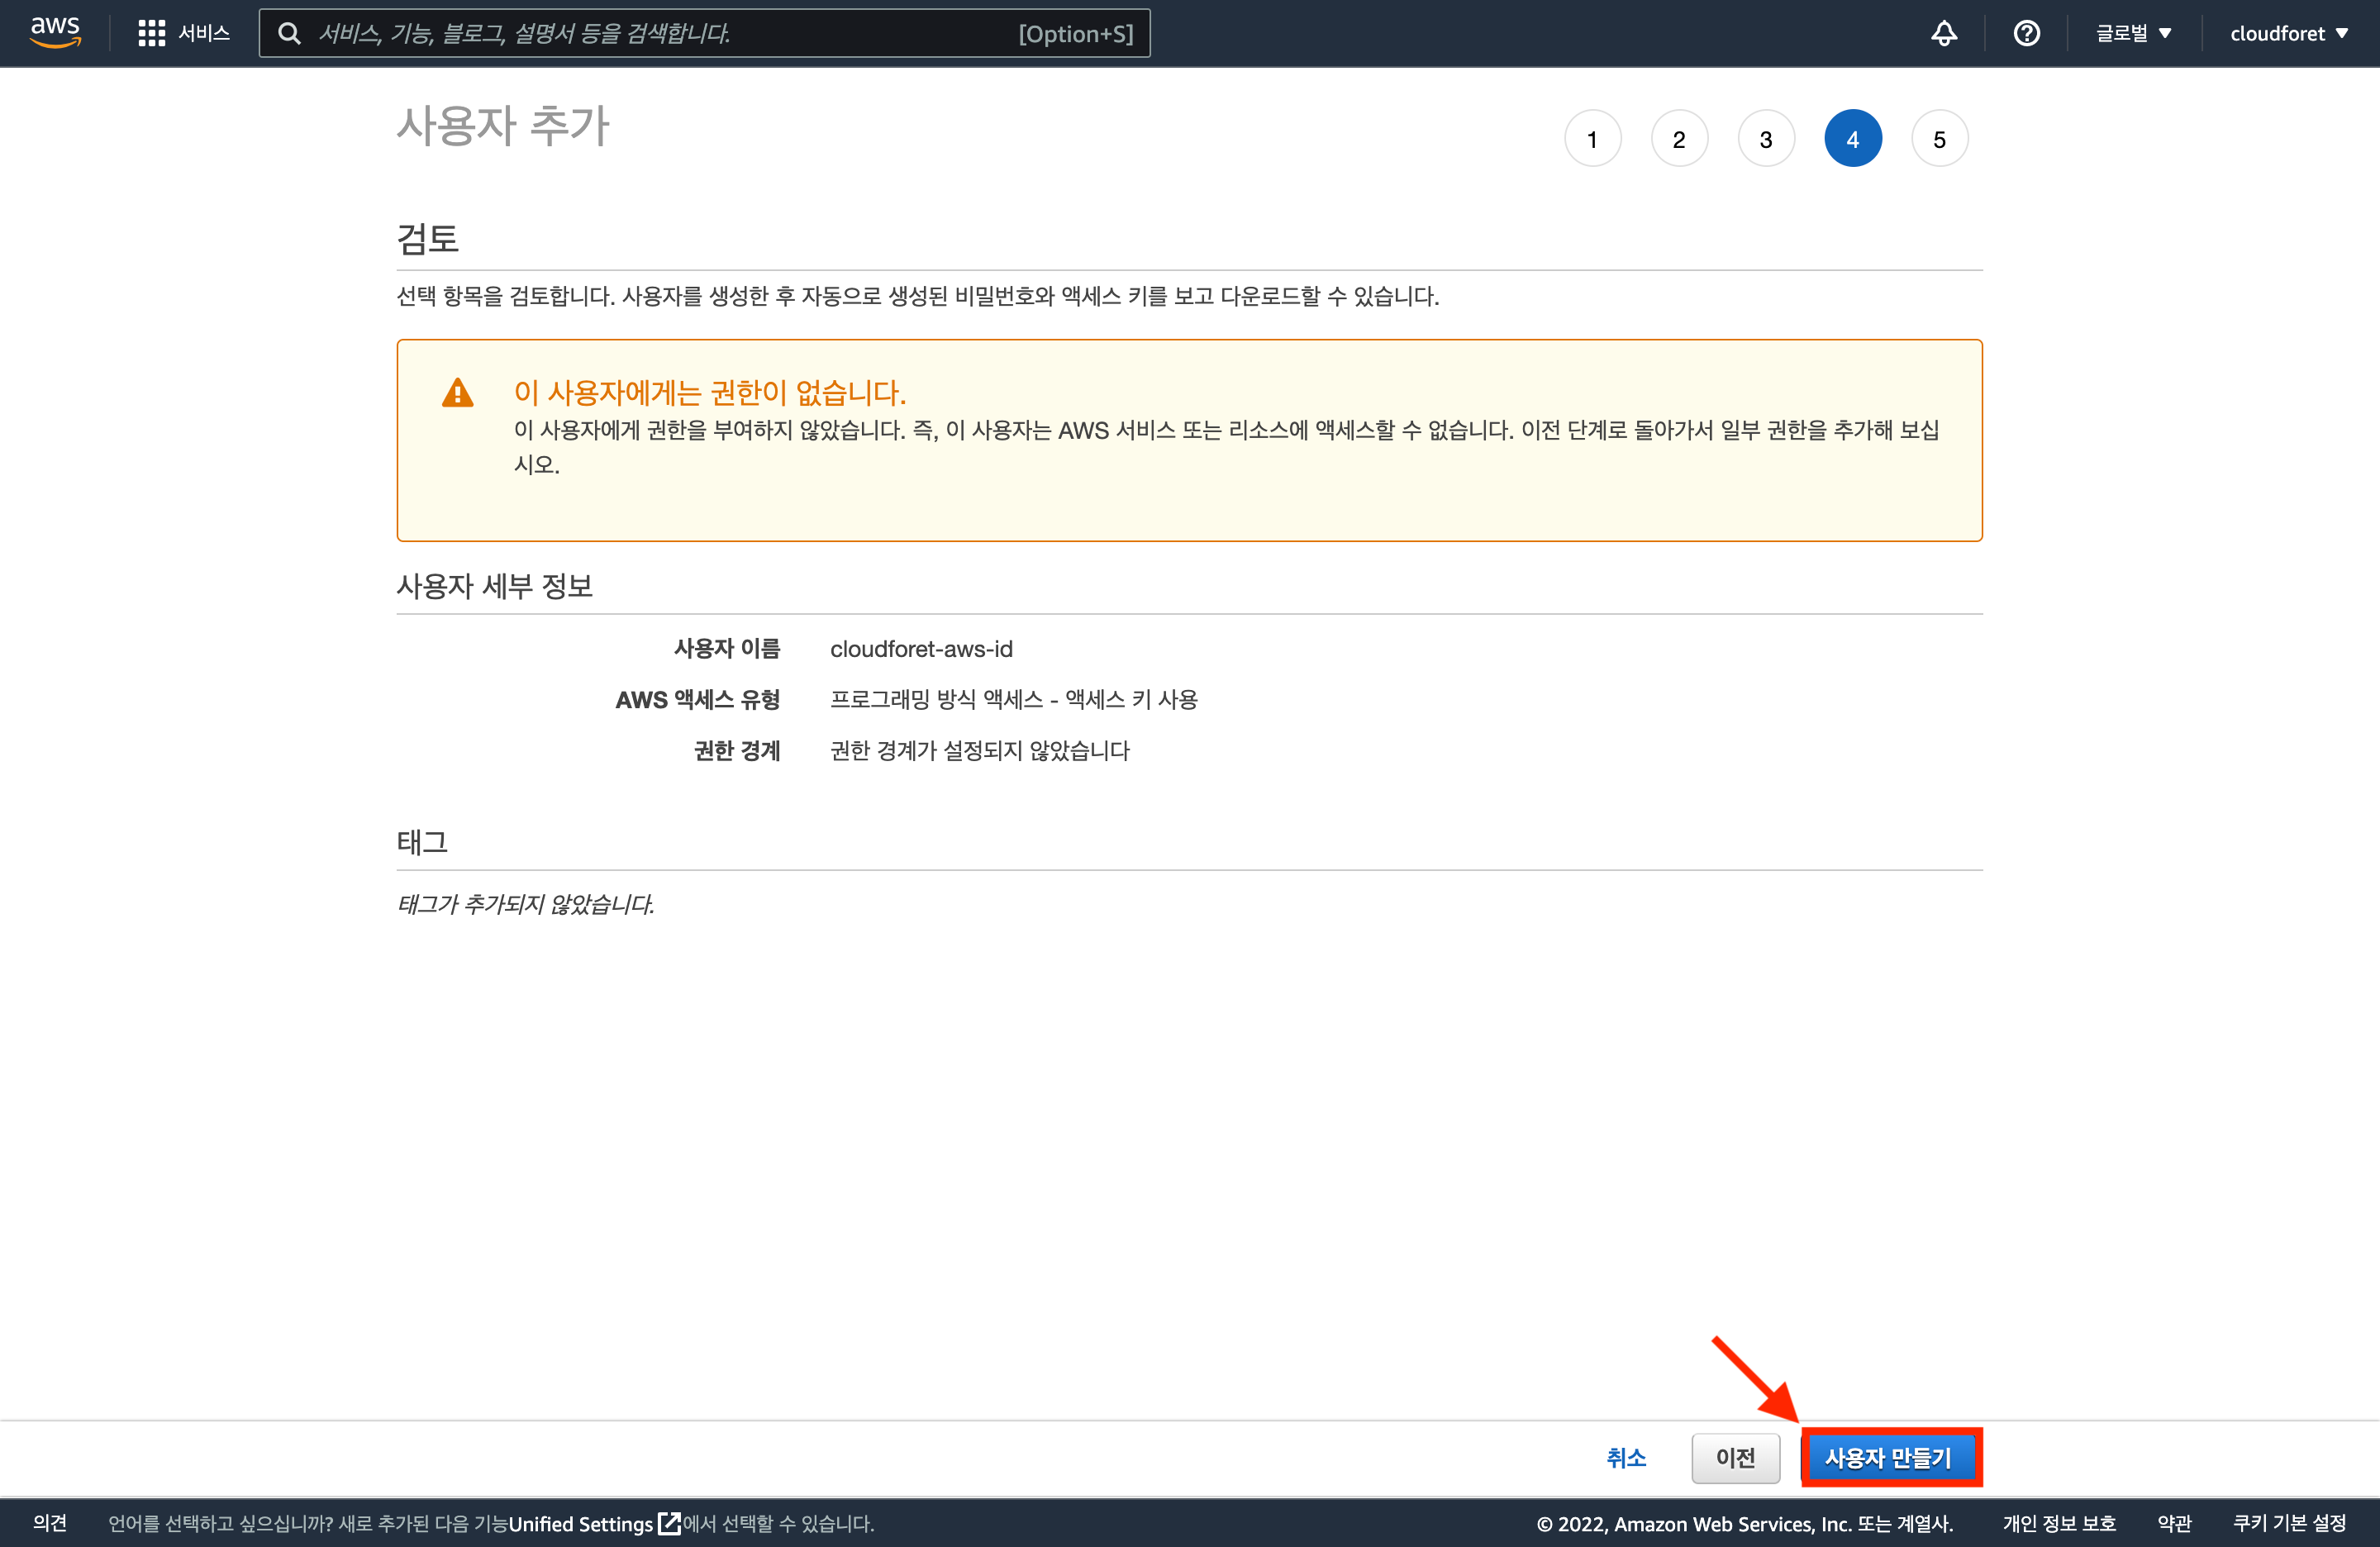 aws
서비스
서비스, 기능, 블로그, 설명서 등을 검색합니다.
[Option+S]
글로벌
cloudforet
사용자 추가
1
2
3
4
5
검토
선택 항목을 검토합니다. 사용자를 생성한 후 자동으로 생성된 비밀번호와 액세스 키를 보고 다운로드할 수 있습니다.
이 사용자에게는 권한이 없습니다.
이 사용자에게 권한을 부여하지 않았습니다. 즉, 이 사용자는 AWS 서비스 또는 리소스에 액세스할 수 없습니다. 이전 단계로 돌아가서 일부 권한을 추가해 보십
시오.
사용자 세부 정보
사용자 이름 cloudforet-aws-id
AWS 액세스 유형 프로그래밍 방식 액세스 - 액세스 키 사용
권한 경계 권한 경계가 설정되지 않았습니다
태그
태그가 추가되지 않았습니다.
취소
이전
사용자 만들기
의견
언어를 선택하고 싶으십니까? 새로 추가된 다음 기능Unified Settings에서 선택할 수 있습니다.
© 2022, Amazon Web Services, Inc. 또는 계열사.
개인 정보 보호
약관
쿠키 기본 설정